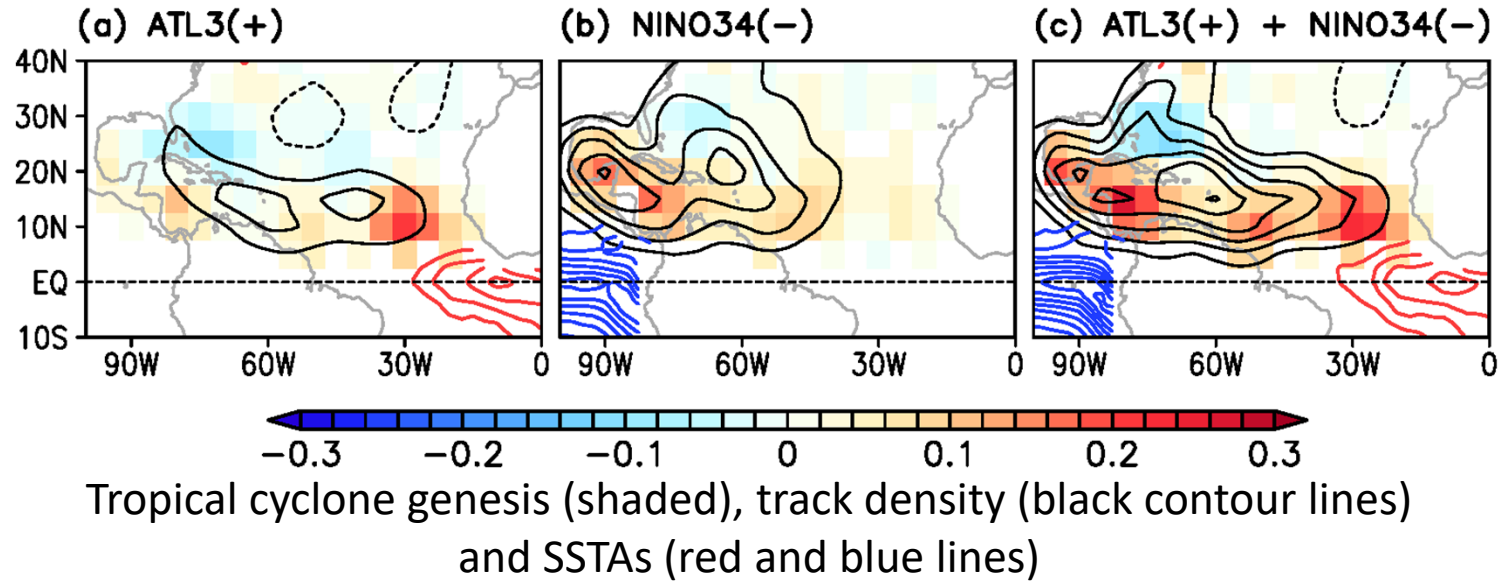 (a) ATL3(+) (b) NINO34(−) (c) ATL3(+) + NINO34(−)
40N
30N
20N
10N
EQ
10S
90W 60W 30W 0 90W 60W 30W 0 90W 60W 30W 0
−0.3 −0.2 −0.1 0 0.1 0.2 0.3
Tropical cyclone genesis (shaded), track density (black contour lines)
and SSTAs (red and blue lines)